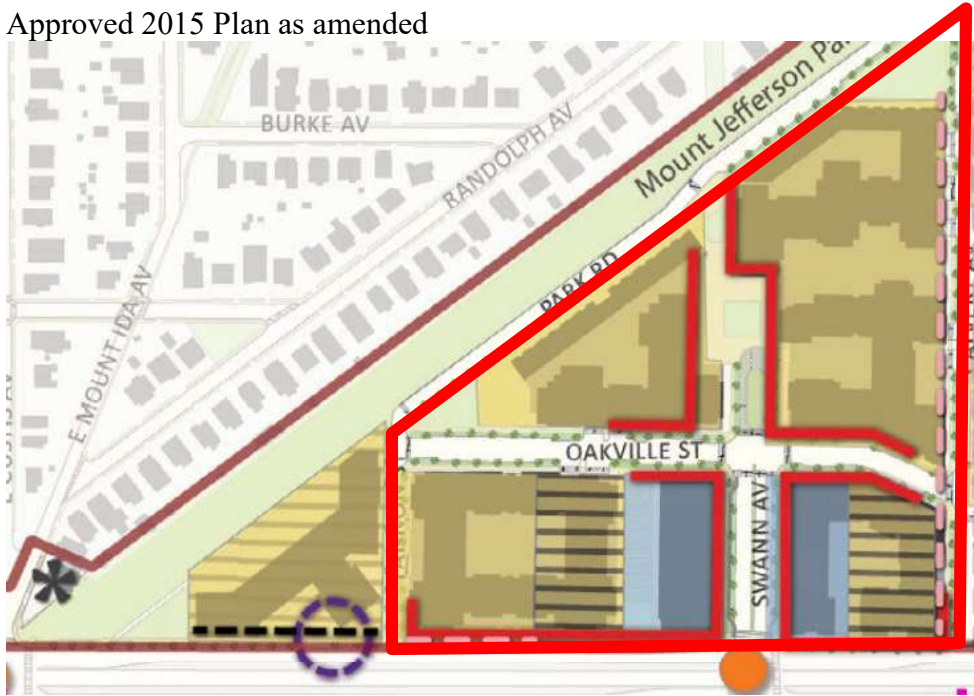 Approved 2015 Plan as amended
Mount Jefferson Par
BURKE AV
RANDOLPH AV
E MOUNT IDA AV
PARK RD
OAKVILLE ST
SWANN AV